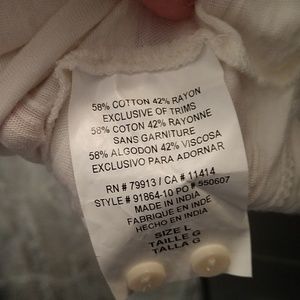 58% COTTON 42% RAYON
EXCLUSIVE OF TRIMS
58% COTON 42% RAYONNE
SANS GARNITURE
58% ALGODON 42% VISCOSA
EXCLUSIVO PARA ADORNAR
RN # 79913 / CA # 11414
STYLE # 91864-10 PO # 550607
MADE IN INDIA
FABRIQUE EN INDE
HECHO EN INDIA
SIZE L
TAILLE G
TALLA G